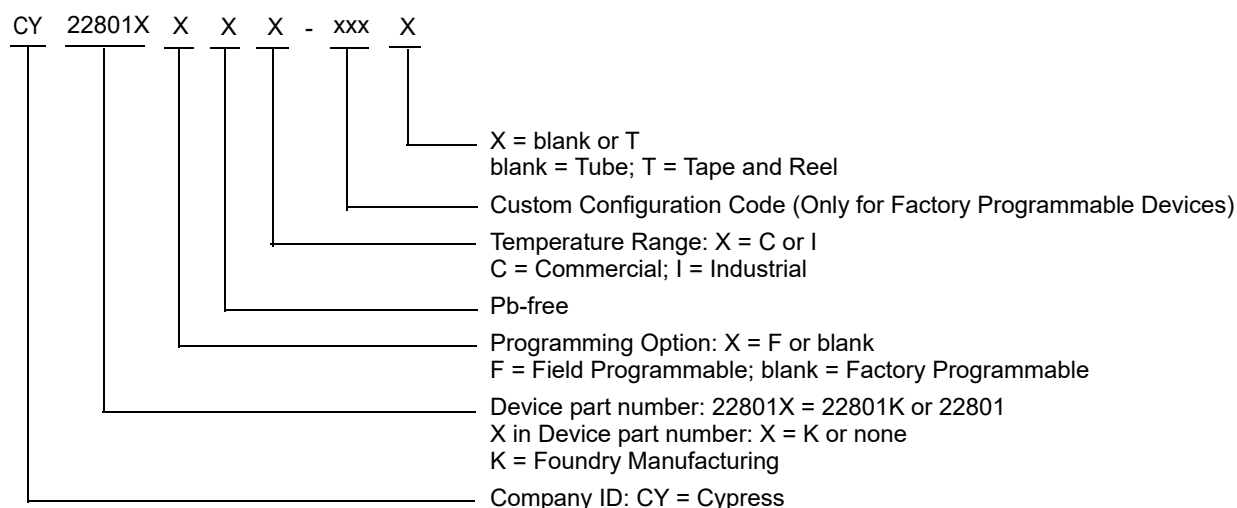 CY 22801X X X X - xxx X
X = blank or T
blank = Tube; T = Tape and Reel
Custom Configuration Code (Only for Factory Programmable Devices)
Temperature Range: X = C or I
C = Commercial; I = Industrial
Pb-free
Programming Option: X = F or blank
F = Field Programmable; blank = Factory Programmable
Device part number: 22801X = 22801K or 22801
X in Device part number: X = K or none
K = Foundry Manufacturing
Company ID: CY = Cypress